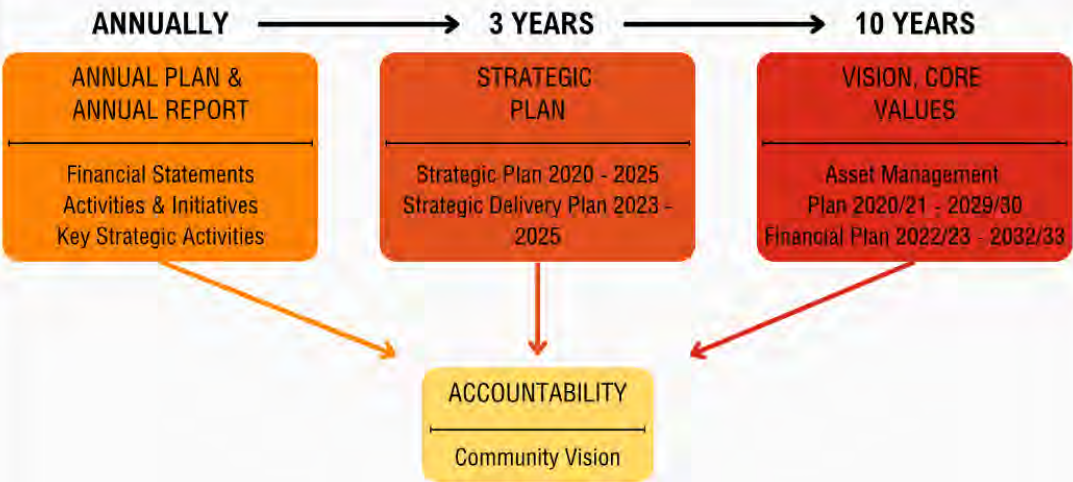 ANNUALLY
3 YEARS
10 YEARS
ANNUAL PLAN &
ANNUAL REPORT
Financial Statements
Activities & Initiatives
Key Strategic Activities
STRATEGIC
PLAN
Strategic Plan 2020 - 2025
Strategic Delivery Plan 2023 -
2025
VISION, CORE
VALUES
Asset Management
Plan 2020/21 - 2029/30
Financial Plan 2022/23 - 2032/33
ACCOUNTABILITY
Community Vision